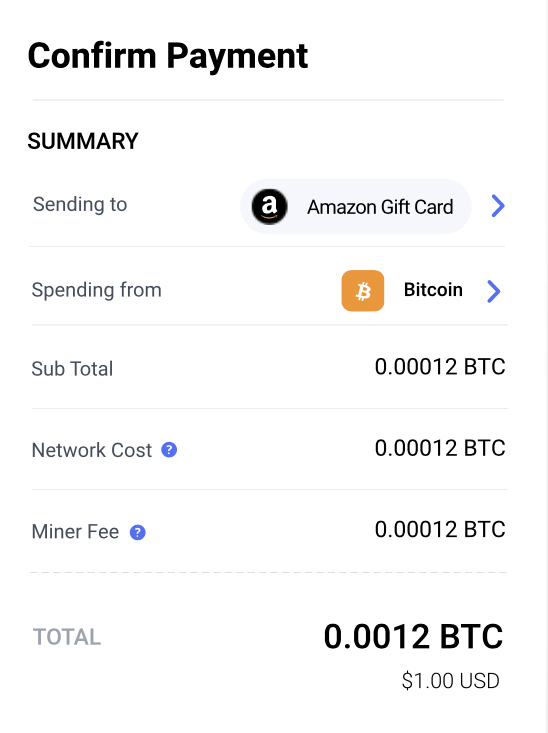 Confirm Payment
SUMMARY
Sending to a Amazon Gift Card
Spending from ₿ Bitcoin
Sub Total 0.00012 BTC
Network Cost ? 0.00012 BTC
Miner Fee ? 0.00012 BTC
TOTAL 0.0012 BTC
$1.00 USD